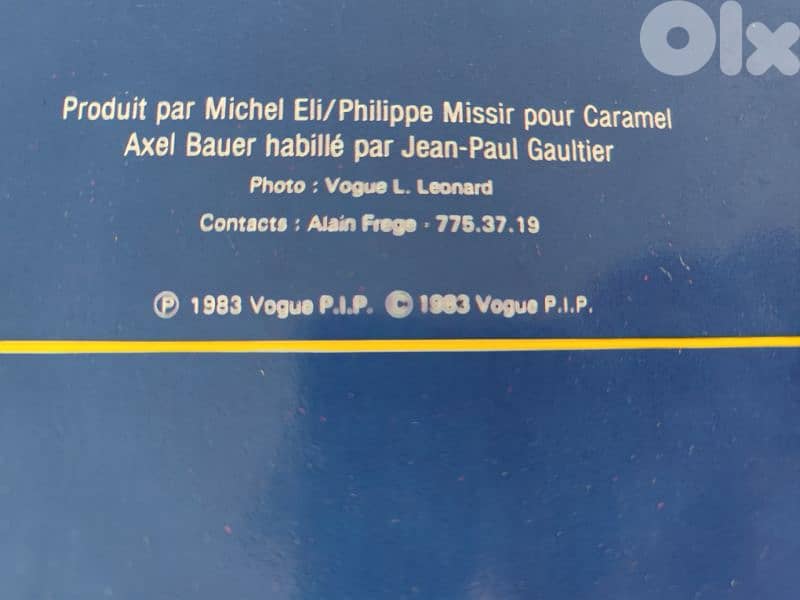 Olx
Produit par Michel Eli/Philippe Missir pour Caramel
Axel Bauer habillé par Jean-Paul Gaultier
Photo : Vogue L. Leonard
Contacts : Alain Frege - 775.37.19
Ⓟ 1983 Vogue P.I.P. © 1983 Vogue P.I.P.